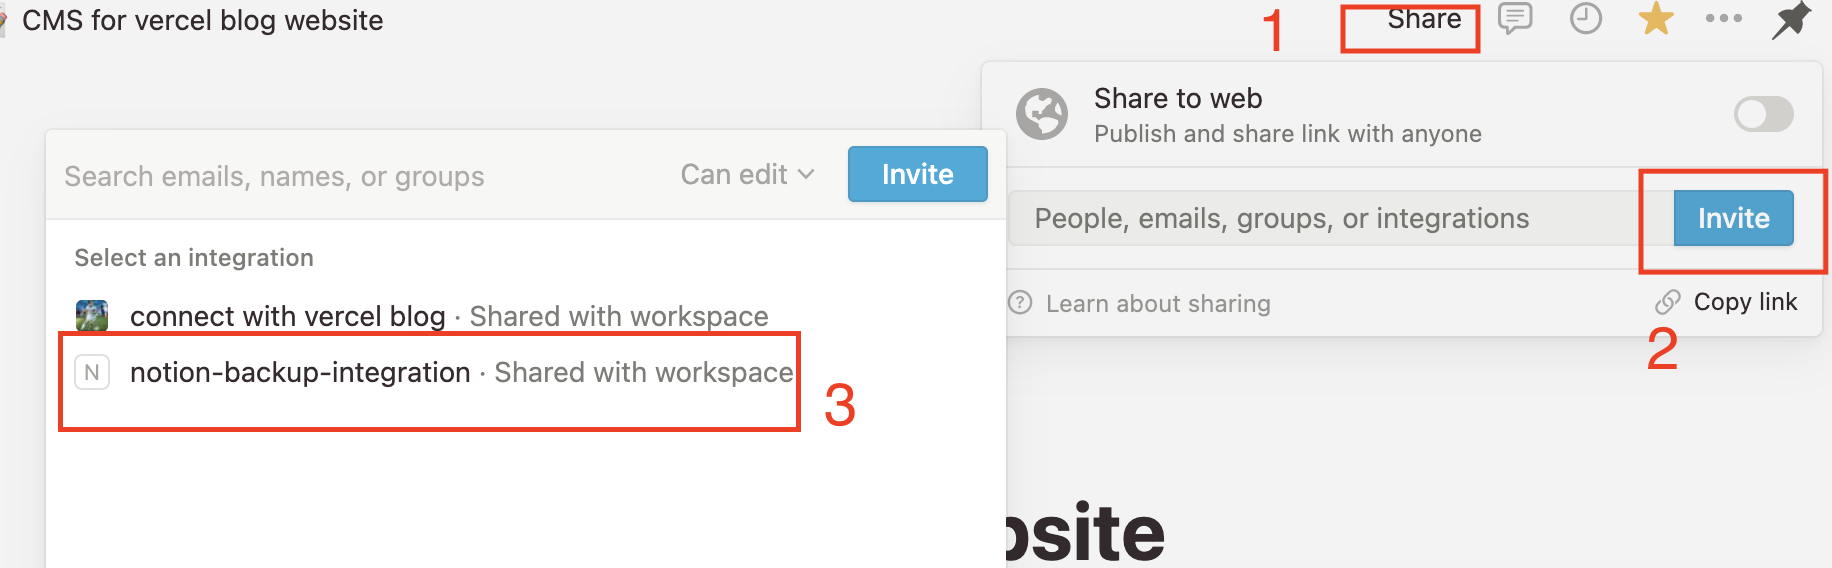 CMS for vercel blog website
1
Share
Share to web
Publish and share link with anyone
People, emails, groups, or integrations
Invite
2
Learn about sharing
Copy link
Search emails, names, or groups
Can edit
Invite
Select an integration
connect with vercel blog · Shared with workspace
N
notion-backup-integration · Shared with workspace
3